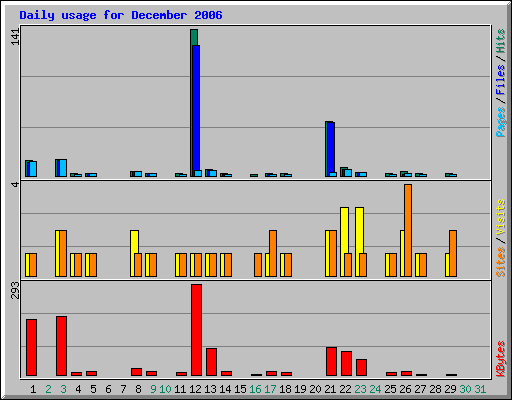 Daily usage for December 2006
141
Pages / Files / Hits
4
Sites / Visits
293
KBytes
1 2 3 4 5 6 7 8 9 10 11 12 13 14 15 16 17 18 19 20 21 22 23 24 25 26 27 28 29 30 31